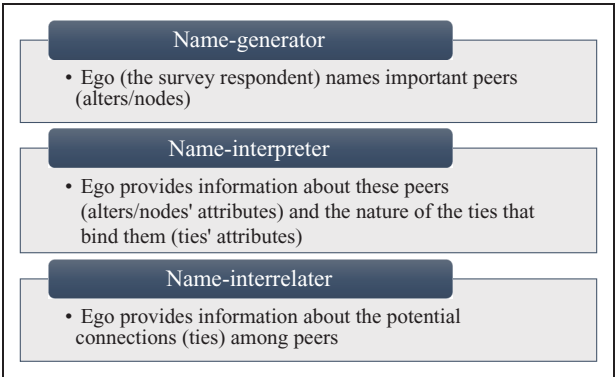 Name-generator
• Ego (the survey respondent) names important peers
(alters/nodes)
Name-interpreter
• Ego provides information about these peers
(alters/nodes' attributes) and the nature of the ties that
bind them (ties' attributes)
Name-interrelater
• Ego provides information about the potential
connections (ties) among peers